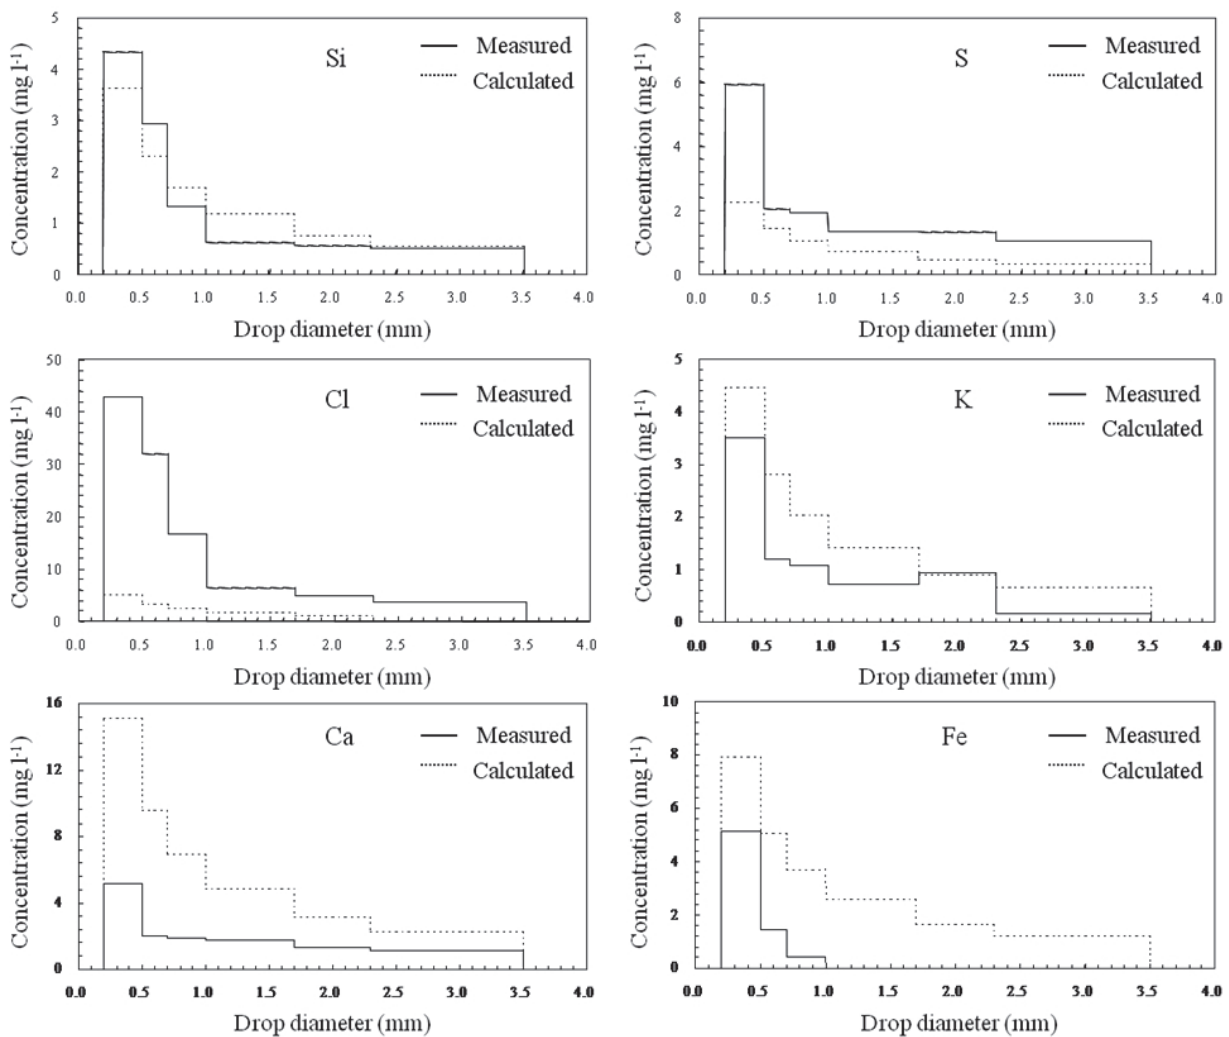 Si
Measured
Calculated
Concentration (mg l-1)
5
4
3
2
1
0
0.0 0.5 1.0 1.5 2.0 2.5 3.0 3.5 4.0
Drop diameter (mm)
S
Measured
Calculated
Concentration (mg l-1)
8
6
4
2
0
0.0 0.5 1.0 1.5 2.0 2.5 3.0 3.5 4.0
Drop diameter (mm)
Cl
Measured
Calculated
Concentration (mg l-1)
50
40
30
20
10
0
0.0 0.5 1.0 1.5 2.0 2.5 3.0 3.5 4.0
Drop diameter (mm)
K
Measured
Calculated
Concentration (mg l-1)
5
4
3
2
1
0
0.0 0.5 1.0 1.5 2.0 2.5 3.0 3.5 4.0
Drop diameter (mm)
Ca
Measured
Calculated
Concentration (mg l-1)
16
12
8
4
0
0.0 0.5 1.0 1.5 2.0 2.5 3.0 3.5 4.0
Drop diameter (mm)
Fe
Measured
Calculated
Concentration (mg l-1)
10
8
6
4
2
0
0.0 0.5 1.0 1.5 2.0 2.5 3.0 3.5 4.0
Drop diameter (mm)